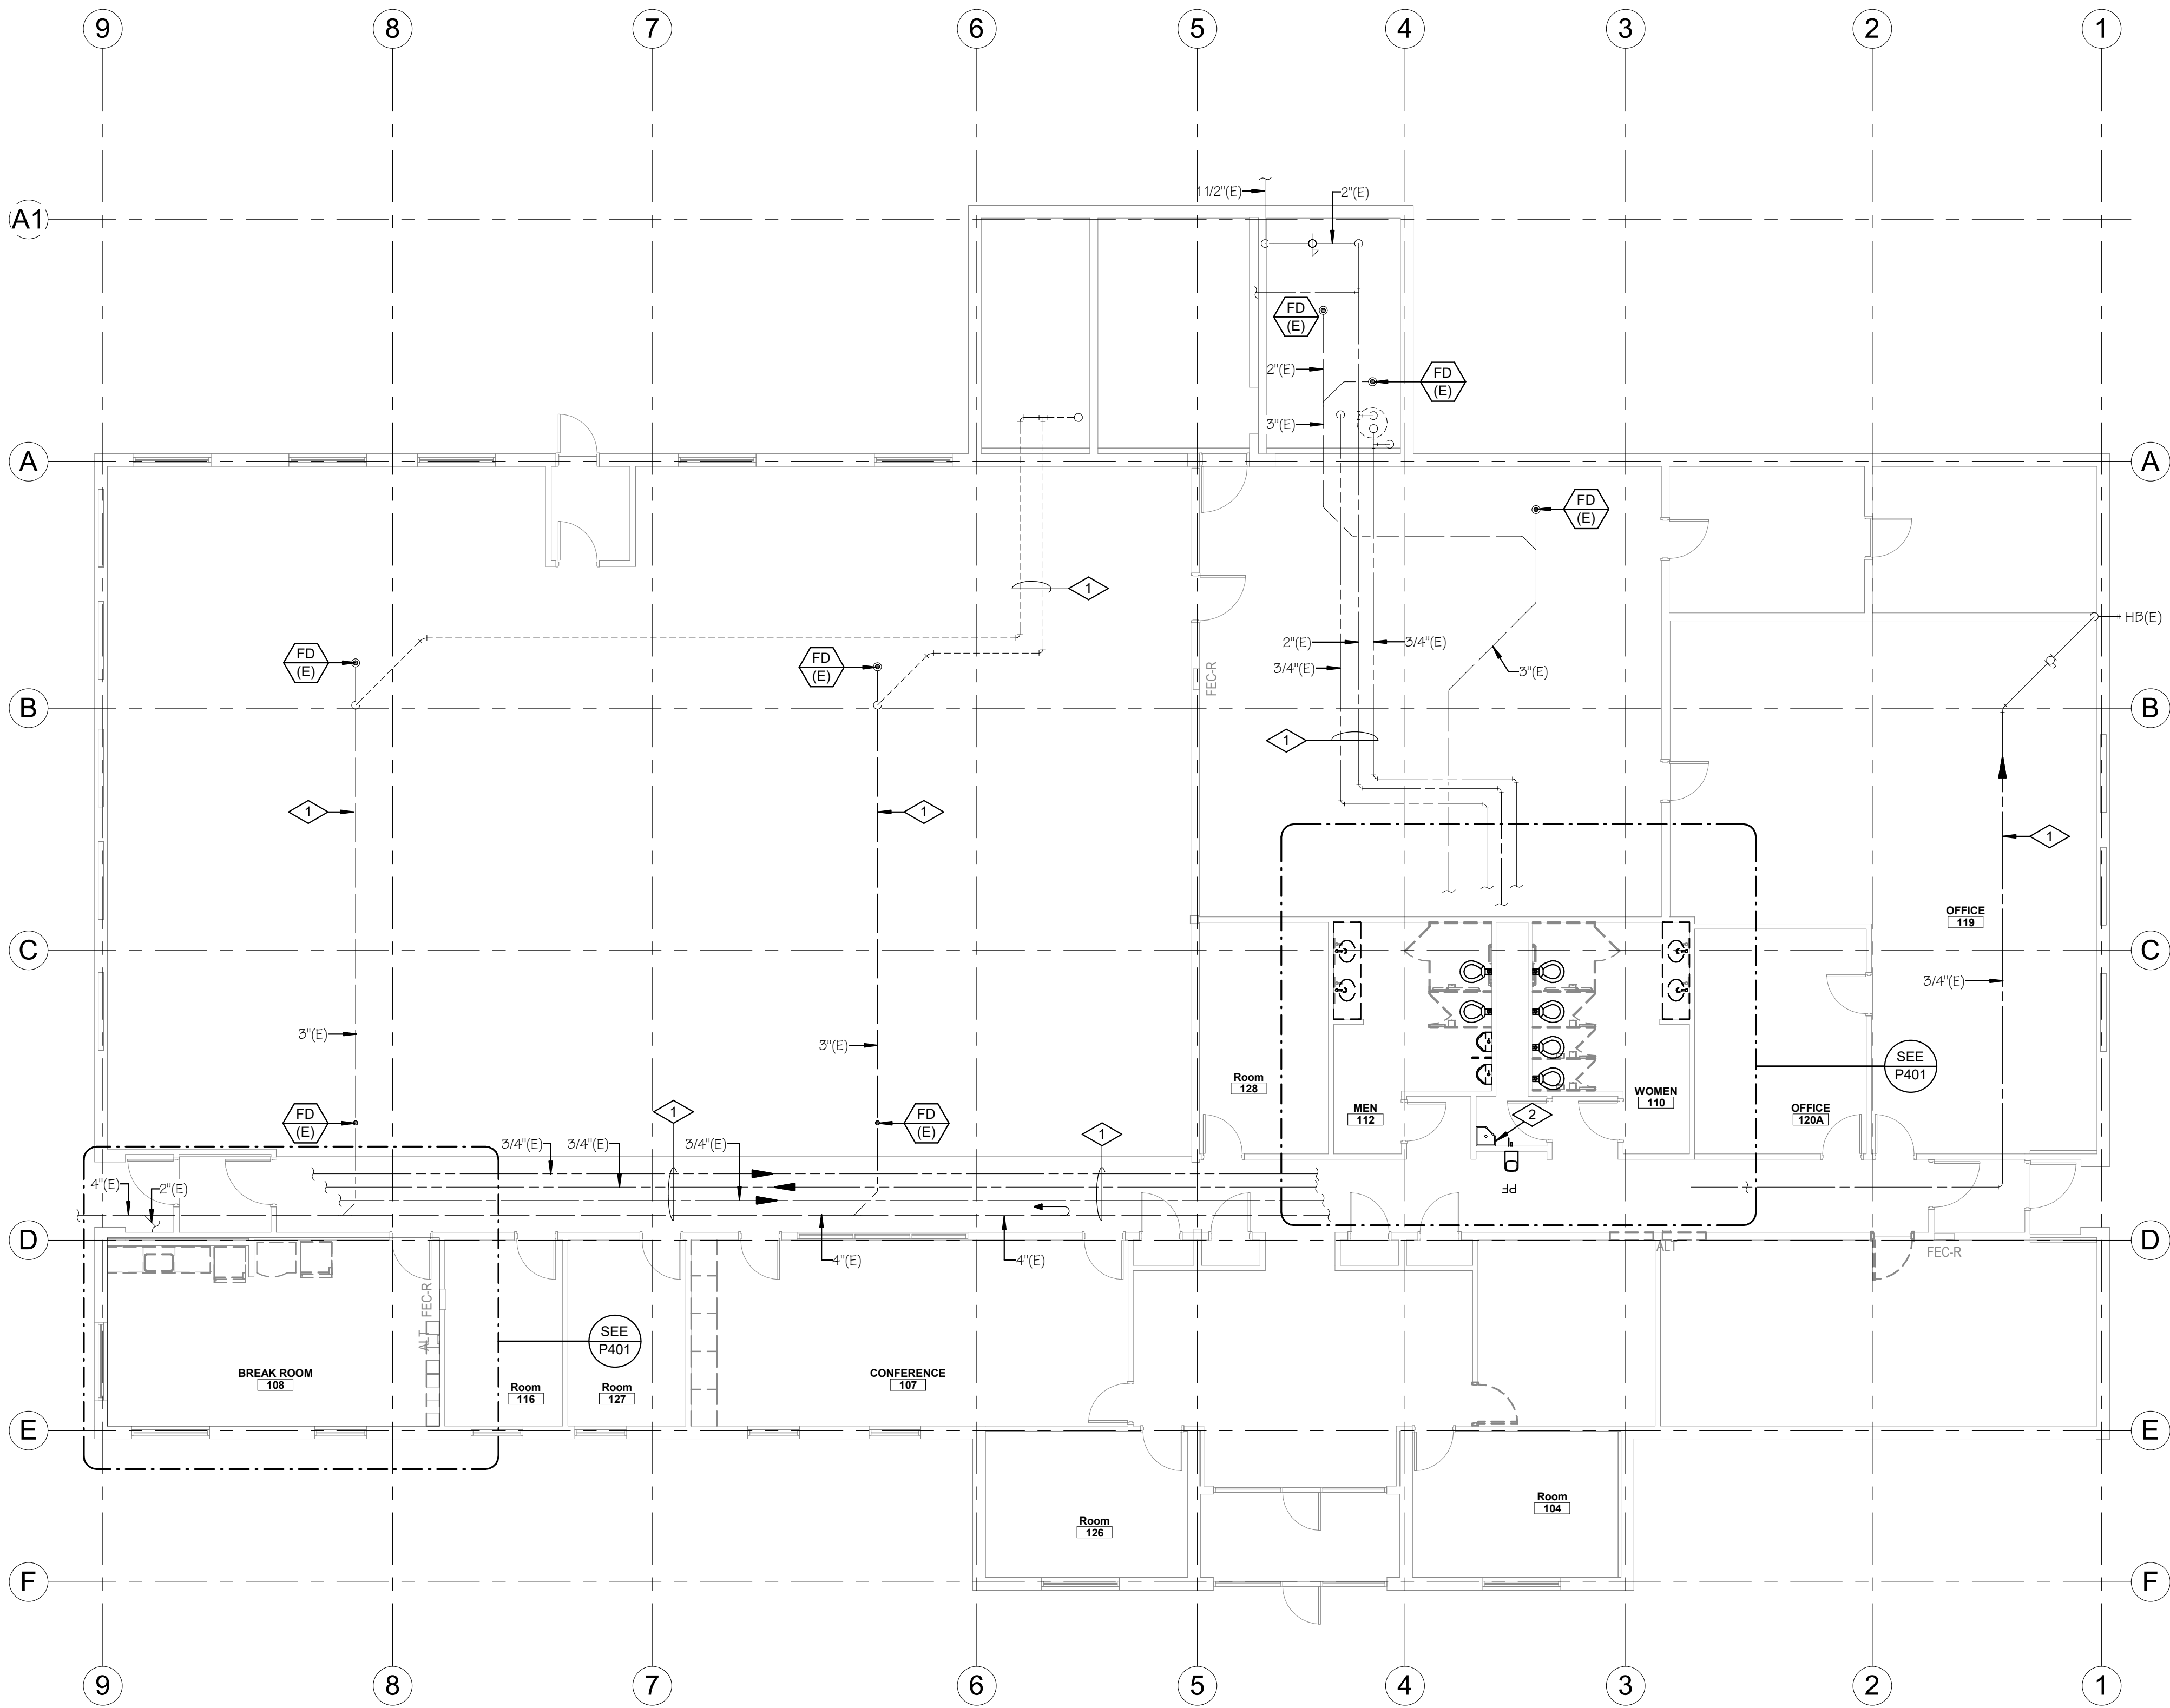 9 8 7 6 5 4 3 2 1
1 1/2"(E)
2"(E)
A1
FD
(E)
2"(E)
FD
(E)
3"(E)
A
A
FD
(E)
1
HB(E)
2"(E)
3/4"(E)
FD
(E)
FD
(E)
3/4"(E)
3"(E)
FEC-R
B
B
1
1
1
1
OFFICE
119
C
C
3/4"(E)
3"(E)
3"(E)
SEE
P401
Room
128
WOMEN
110
MEN
112
OFFICE
120A
FD
(E)
FD
(E)
1
2
1
3/4"(E)
3/4"(E)
3/4"(E)
4"(E)
2"(E)
PF
D
D
ALT
FEC-R
4"(E)
4"(E)
FEC-R
ALT
SEE
P401
BREAK ROOM
108
CONFERENCE
107
Room
116
Room
127
E
E
Room
104
Room
126
F
F
9 8 7 6 5 4 3 2 1